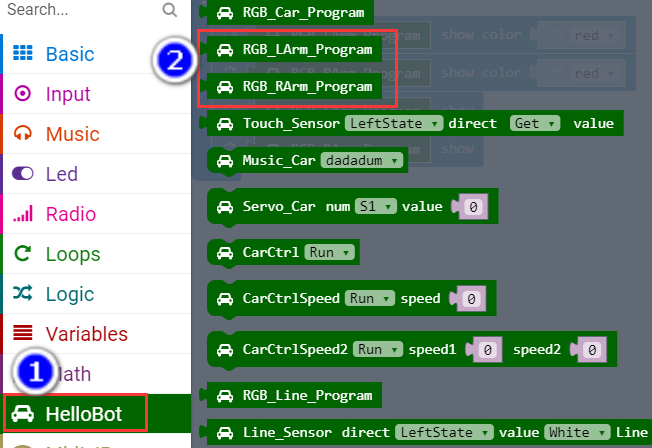 Search...
Basic
Input
Music
Led
Radio
Loops
Logic
Variables
1
Math
HelloBot
2
RGB_Car_Program
RGB_LArm_Program show color red
RGB_RArm_Program show color red
Touch_Sensor LeftState direct Get value
show
Music_Car dadadum
Servo_Car num S1 value 0
CarCtrl Run
CarCtrlSpeed Run speed 0
CarCtrlSpeed2 Run speed1 0 speed2 0
RGB_Line_Program
Line_Sensor direct LeftState value White Line